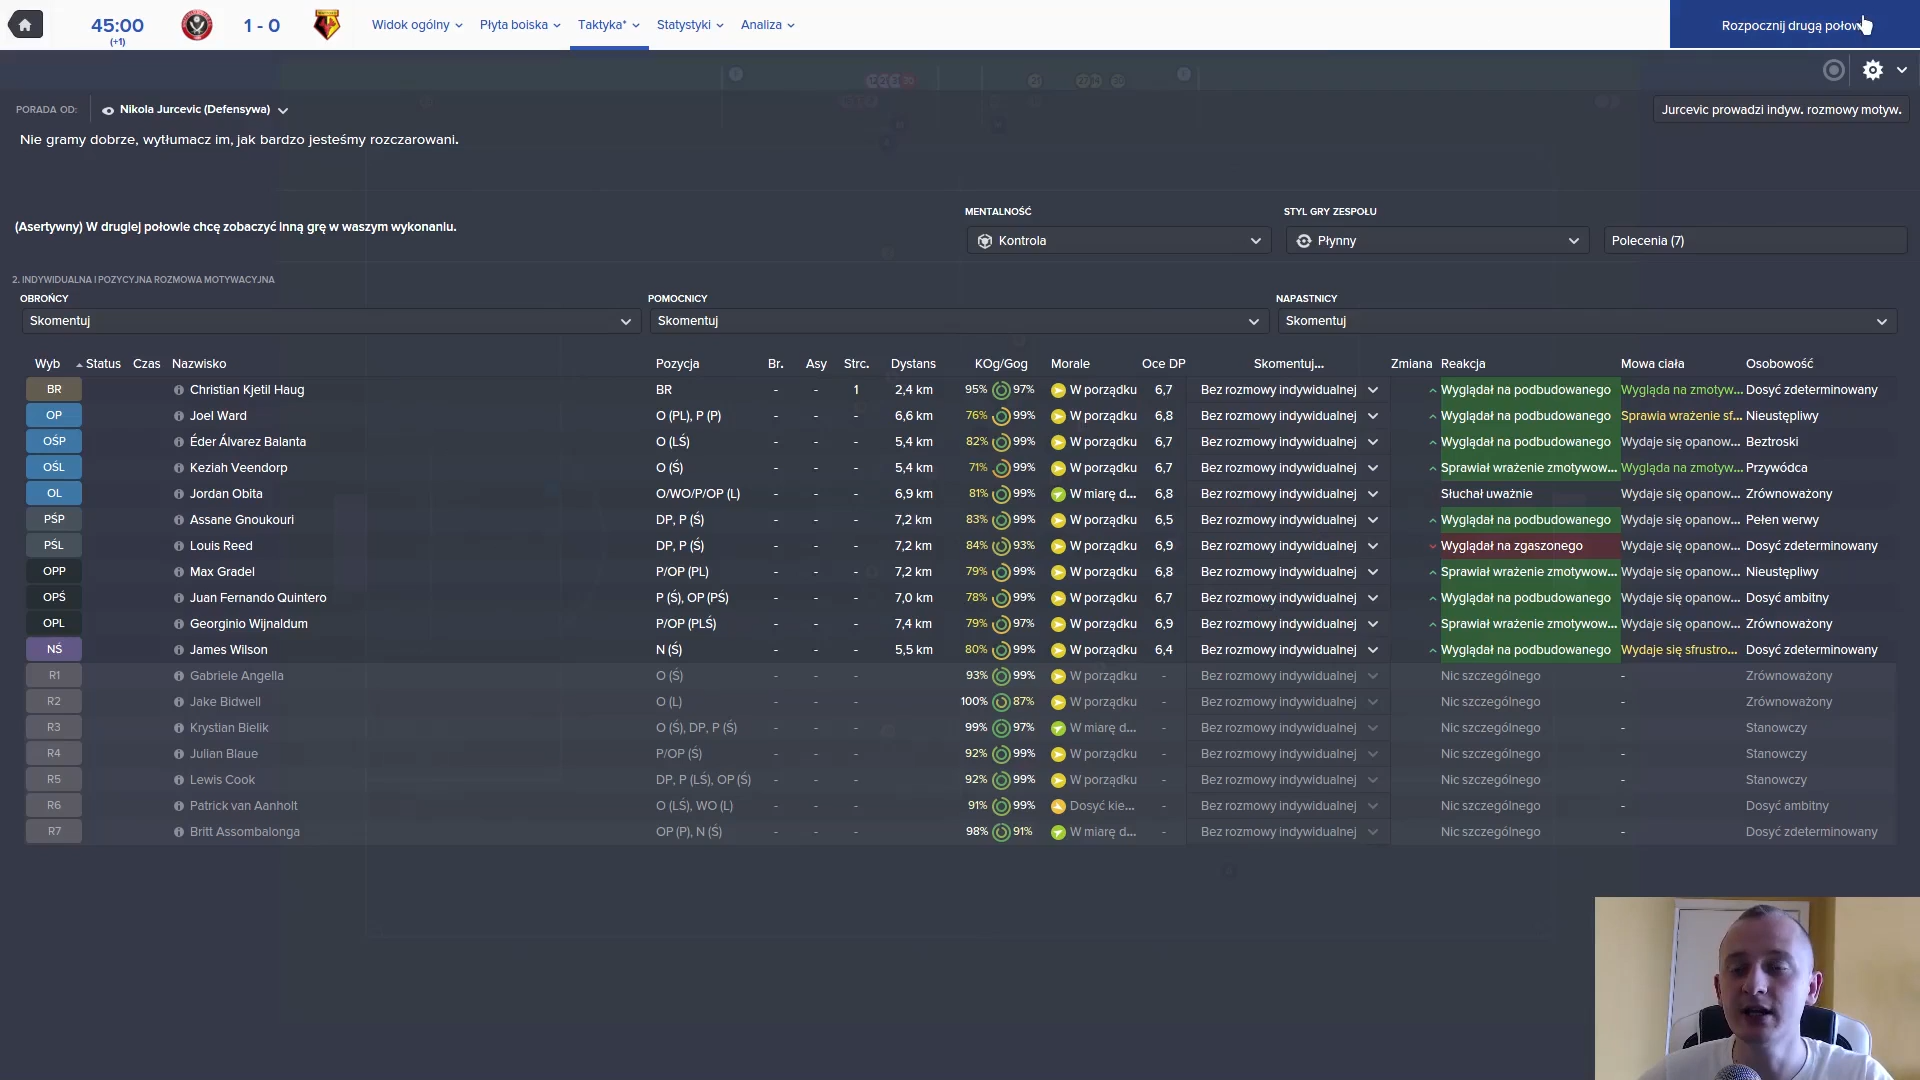 45:00
(+1)
1 - 0
Widok ogólny
Płyta boiska
Taktyka*
Statystyki
Analiza
Rozpocznij drugą połow
PORADA OD:
Nikola Jurcevic (Defensywa)
Jurcevic prowadzi indyw. rozmowy motyw.
Nie gramy dobrze, wytłumacz im, jak bardzo jesteśmy rozczarowani.
MENTALNOŚĆ
STYL GRY ZESPOŁU
(Asertywny) W drugiej połowie chcę zobaczyć inną grę w waszym wykonaniu.
Kontrola
Płynny
Polecenia (7)
2. INDYWIDUALNA I POZYCYJNA ROZMOWA MOTYWACYJNA
OBROŃCY
POMOCNICY
NAPASTNICY
Skomentuj
Skomentuj
Skomentuj
Wyb Status Czas Nazwisko Pozycja Br. Asy Strc. Dystans KOg/Gog Morale Oce DP Skomentuj... Zmiana Reakcja Mowa ciała Osobowość
BR Christian Kjetil Haug BR - - 1 2,4 km 95% 97% W porządku 6,7 Bez rozmowy indywidualnej Wyglądał na podbudowanego Wygląda na zmotyw... Dosyć zdeterminowany
OP Joel Ward O (PL), P (P) - - - 6,6 km 76% 99% W porządku 6,8 Bez rozmowy indywidualnej Wyglądał na podbudowanego Sprawia wrażenie sf... Nieustępliwy
OŚP Éder Álvarez Balanta O (LŚ) - - - 5,4 km 82% 99% W porządku 6,7 Bez rozmowy indywidualnej Wyglądał na podbudowanego Wydaje się opanow... Beztroski
OŚL Keziah Veendorp O (Ś) - - - 5,4 km 71% 99% W porządku 6,7 Bez rozmowy indywidualnej Sprawiał wrażenie zmotywow... Wygląda na zmotyw... Przywódca
OL Jordan Obita O/WO/P/OP (L) - - - 6,9 km 81% 99% W miarę d... 6,8 Bez rozmowy indywidualnej Słuchał uważnie Wydaje się opanow... Zrównoważony
PŚP Assane Gnoukouri DP, P (Ś) - - - 7,2 km 83% 99% W porządku 6,5 Bez rozmowy indywidualnej Wyglądał na podbudowanego Wydaje się opanow... Pełen werwy
PŚL Louis Reed DP, P (Ś) - - - 7,2 km 84% 93% W porządku 6,9 Bez rozmowy indywidualnej Wyglądał na zgaszonego Wydaje się opanow... Dosyć zdeterminowany
OPP Max Gradel P/OP (PL) - - - 7,2 km 79% 99% W porządku 6,8 Bez rozmowy indywidualnej Sprawiał wrażenie zmotywow... Wydaje się opanow... Nieustępliwy
OPŚ Juan Fernando Quintero P (Ś), OP (PŚ) - - - 7,0 km 78% 99% W porządku 6,7 Bez rozmowy indywidualnej Wyglądał na podbudowanego Wydaje się opanow... Dosyć ambitny
OPL Georginio Wijnaldum P/OP (PLŚ) - - - 7,4 km 79% 97% W porządku 6,9 Bez rozmowy indywidualnej Sprawiał wrażenie zmotywow... Wydaje się opanow... Zrównoważony
NŚ James Wilson N (Ś) - - - 5,5 km 80% 99% W porządku 6,4 Bez rozmowy indywidualnej Wyglądał na podbudowanego Wydaje się sfrustro... Dosyć zdeterminowany
R1 Gabriele Angella O (Ś) - - - 93% 99% W porządku - Bez rozmowy indywidualnej Nic szczególnego - Zrównoważony
R2 Jake Bidwell O (L) - - - 100% 87% W porządku - Bez rozmowy indywidualnej Nic szczególnego - Zrównoważony
R3 Krystian Bielik O (Ś), DP, P (Ś) - - - 99% 97% W miarę d... - Bez rozmowy indywidualnej Nic szczególnego - Stanowczy
R4 Julian Blaue P/OP (Ś) - - - 92% 99% W porządku - Bez rozmowy indywidualnej Nic szczególnego - Stanowczy
R5 Lewis Cook DP, P (LŚ), OP (Ś) - - - 92% 99% W porządku - Bez rozmowy indywidualnej Nic szczególnego - Stanowczy
R6 Patrick van Aanholt O (LŚ), WO (L) - - - 91% 99% Dosyć kie... - Bez rozmowy indywidualnej Nic szczególnego - Dosyć ambitny
R7 Britt Assombalonga OP (P), N (Ś) - - - 98% 91% W miarę d... - Bez rozmowy indywidualnej Nic szczególnego - Dosyć zdeterminowany